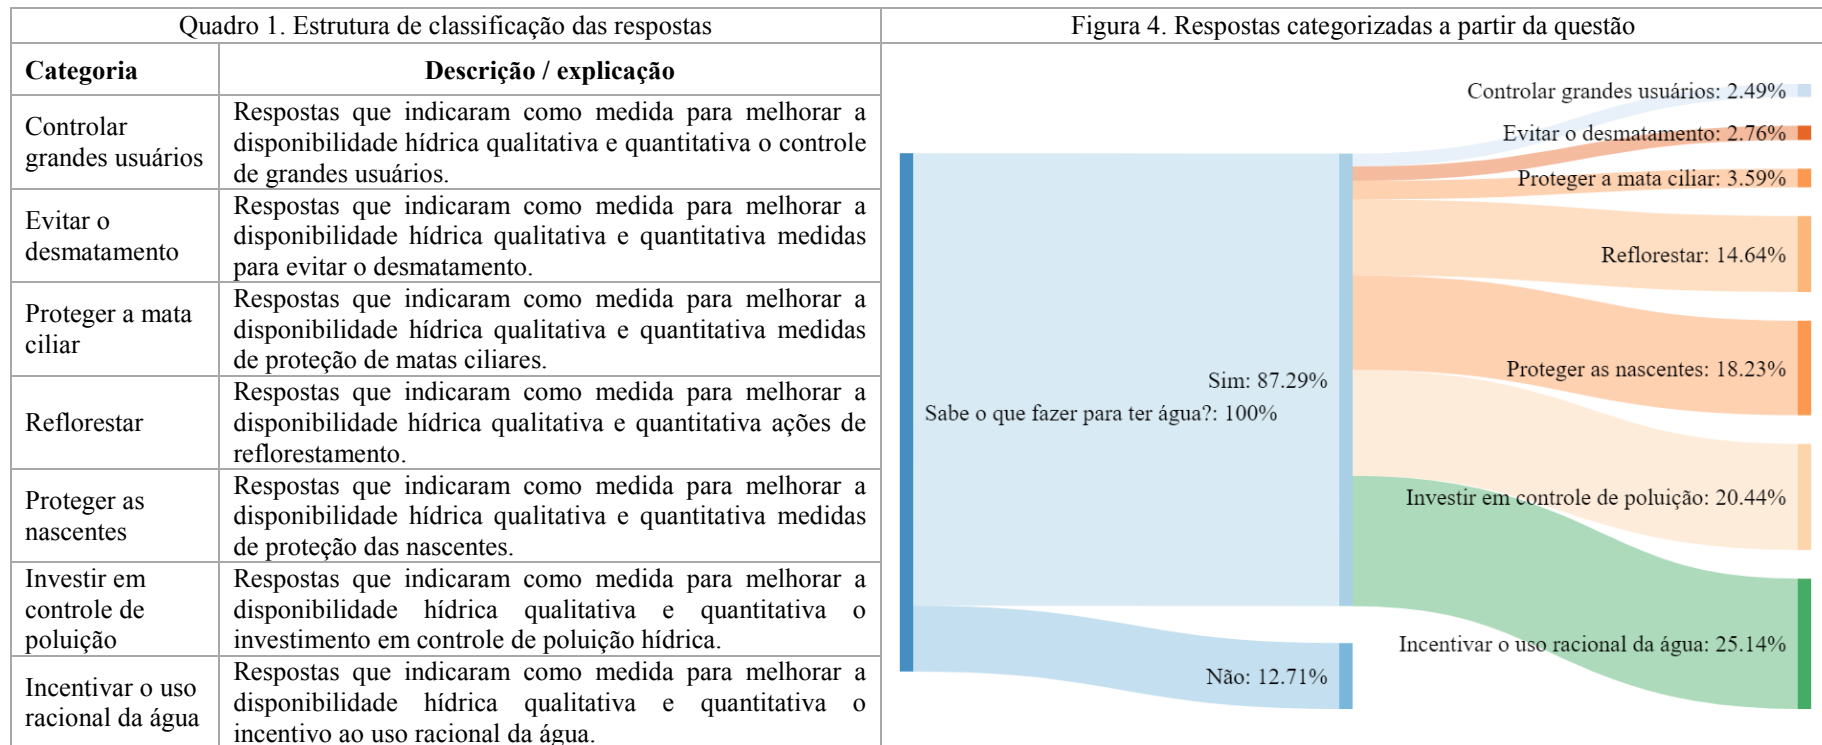 Quadro 1. Estrutura de classificação das respostas
Categoria
Descrição / explicação
Controlar
grandes usuários
Respostas que indicaram como medida para melhorar a
disponibilidade hídrica qualitativa e quantitativa o controle
de grandes usuários.
Evitar o
desmatamento
Respostas que indicaram como medida para melhorar a
disponibilidade hídrica qualitativa e quantitativa medidas
para evitar o desmatamento.
Proteger a mata
ciliar
Respostas que indicaram como medida para melhorar a
disponibilidade hídrica qualitativa e quantitativa medidas
de proteção de matas ciliares.
Reflorestar
Respostas que indicaram como medida para melhorar a
disponibilidade hídrica qualitativa e quantitativa ações de
reflorestamento.
Proteger as
nascentes
Respostas que indicaram como medida para melhorar a
disponibilidade hídrica qualitativa e quantitativa medidas
de proteção das nascentes.
Investir em
controle de
poluição
Respostas que indicaram como medida para melhorar a
disponibilidade hídrica qualitativa e quantitativa o
investimento em controle de poluição hídrica.
Incentivar o uso
racional da água
Respostas que indicaram como medida para melhorar a
disponibilidade hídrica qualitativa e quantitativa o
incentivo ao uso racional da água.
Figura 4. Respostas categorizadas a partir da questão
Controlar grandes usuários: 2.49%
Evitar o desmatamento: 2.76%
Proteger a mata ciliar: 3.59%
Reflorestar: 14.64%
Proteger as nascentes: 18.23%
Sim: 87.29%
Sabe o que fazer para ter água?: 100%
Investir em controle de poluição: 20.44%
Incentivar o uso racional da água: 25.14%
Não: 12.71%